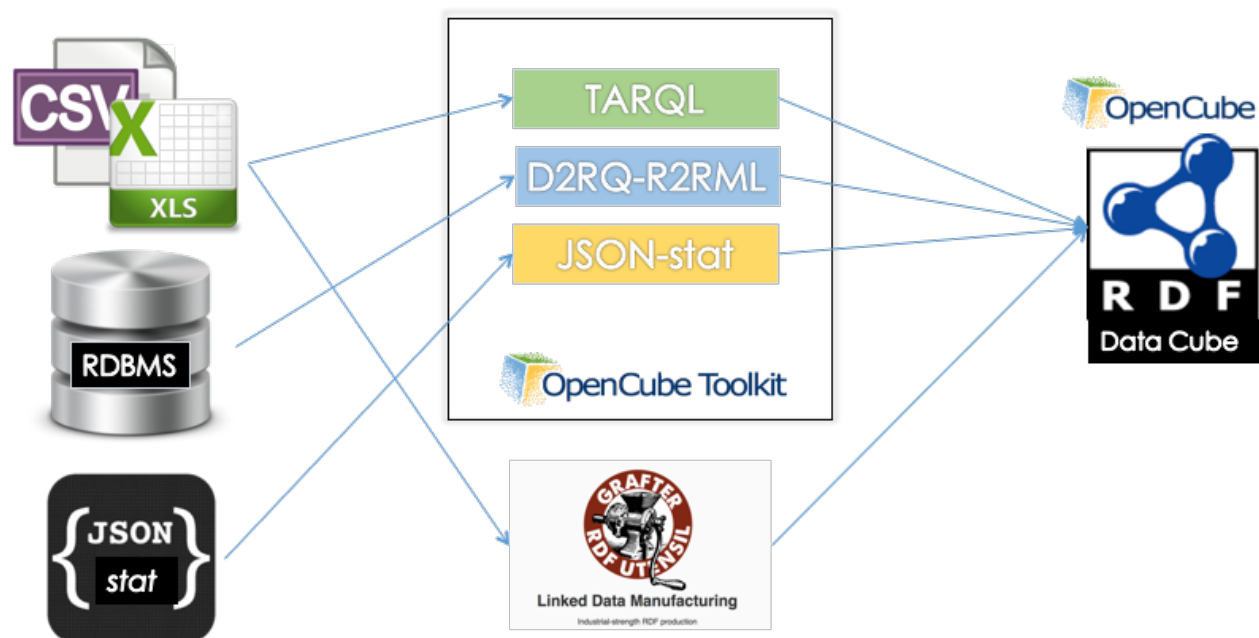 CSV
X
XLS
RDBMS
{JSON}
stat
TARQL
D2RQ-R2RML
JSON-stat
OpenCube Toolkit
GRAFTER
RDF UTENSIL
Linked Data Manufacturing
Industrial-strength RDF production
OpenCube
RDF
Data Cube